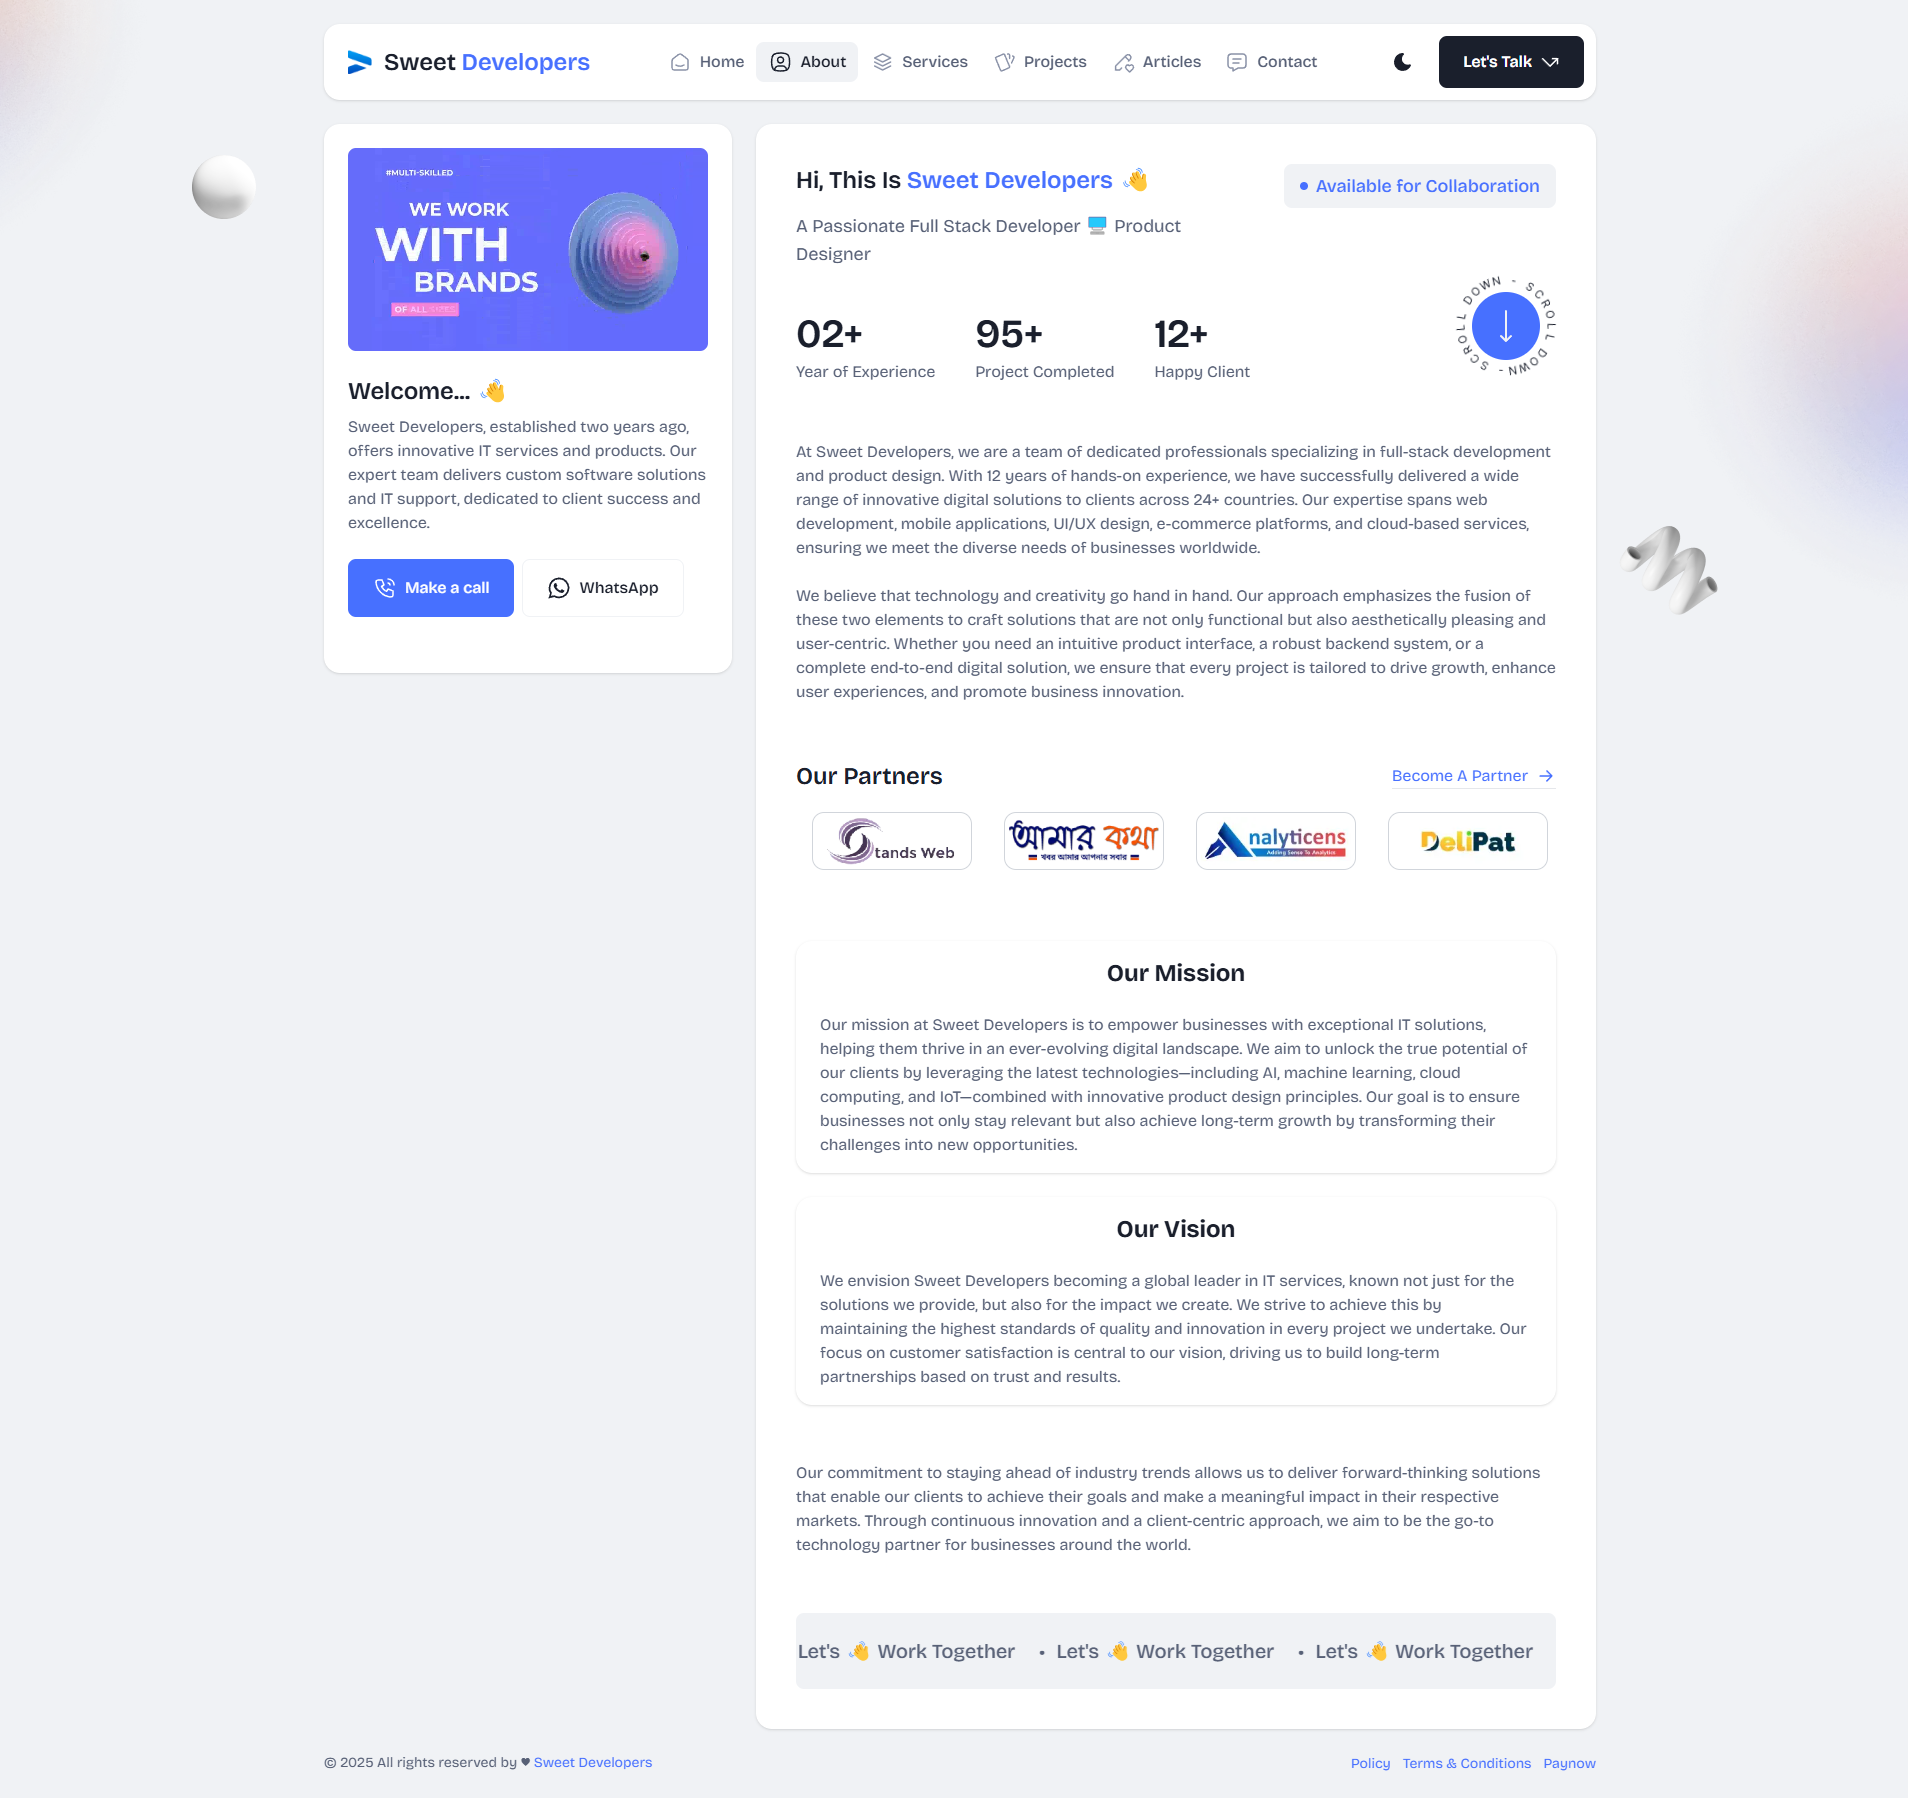 Sweet Developers
Home
About
Services
Projects
Articles
Contact
Let's Talk
#MULTI-SKILLED
WE WORK
WITH
BRANDS
OF ALL SIZES
Welcome... 👋
Sweet Developers, established two years ago,
offers innovative IT services and products. Our
expert team delivers custom software solutions
and IT support, dedicated to client success and
excellence.
Make a call
WhatsApp
Hi, This Is Sweet Developers 👋
Available for Collaboration
A Passionate Full Stack Developer 🖥️ Product
Designer
02+
Year of Experience
95+
Project Completed
12+
Happy Client
SCROLL DOWN - SCROLL DOWN -
At Sweet Developers, we are a team of dedicated professionals specializing in full-stack development
and product design. With 12 years of hands-on experience, we have successfully delivered a wide
range of innovative digital solutions to clients across 24+ countries. Our expertise spans web
development, mobile applications, UI/UX design, e-commerce platforms, and cloud-based services,
ensuring we meet the diverse needs of businesses worldwide.
We believe that technology and creativity go hand in hand. Our approach emphasizes the fusion of
these two elements to craft solutions that are not only functional but also aesthetically pleasing and
user-centric. Whether you need an intuitive product interface, a robust backend system, or a
complete end-to-end digital solution, we ensure that every project is tailored to drive growth, enhance
user experiences, and promote business innovation.
Our Partners
Become A Partner
Stands Web
আমার কথা
খবর আমার আপনার সবার
Analyticens
Adding Sense To Analytics
DeliPat
Our Mission
Our mission at Sweet Developers is to empower businesses with exceptional IT solutions,
helping them thrive in an ever-evolving digital landscape. We aim to unlock the true potential of
our clients by leveraging the latest technologies—including AI, machine learning, cloud
computing, and IoT—combined with innovative product design principles. Our goal is to ensure
businesses not only stay relevant but also achieve long-term growth by transforming their
challenges into new opportunities.
Our Vision
We envision Sweet Developers becoming a global leader in IT services, known not just for the
solutions we provide, but also for the impact we create. We strive to achieve this by
maintaining the highest standards of quality and innovation in every project we undertake. Our
focus on customer satisfaction is central to our vision, driving us to build long-term
partnerships based on trust and results.
Our commitment to staying ahead of industry trends allows us to deliver forward-thinking solutions
that enable our clients to achieve their goals and make a meaningful impact in their respective
markets. Through continuous innovation and a client-centric approach, we aim to be the go-to
technology partner for businesses around the world.
Let's 👋 Work Together • Let's 👋 Work Together • Let's 👋 Work Together
© 2025 All rights reserved by ♥ Sweet Developers
Policy Terms & Conditions Paynow